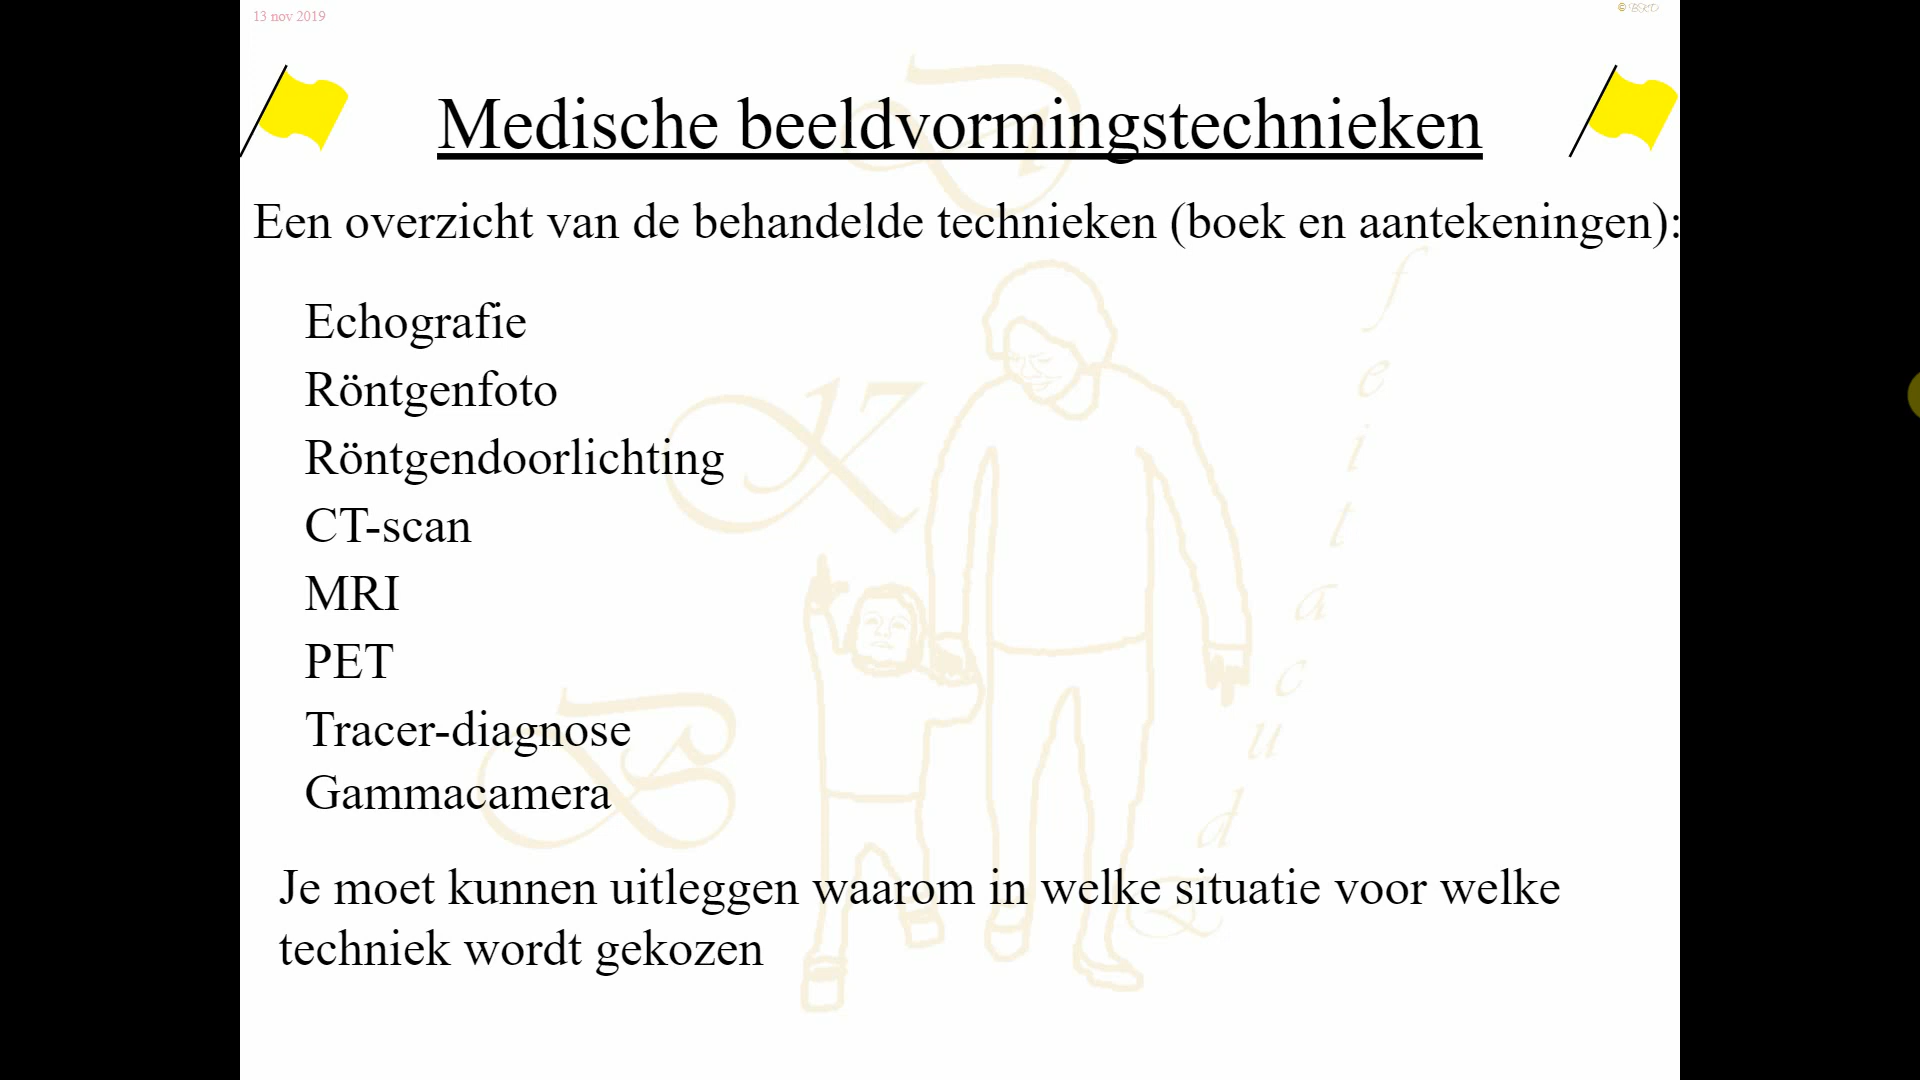 13 nov 2019
© BKD
Medische beeldvormingstechnieken
Een overzicht van de behandelde technieken (boek en aantekeningen):
Echografie
Röntgenfoto
Röntgendoorlichting
CT-scan
MRI
PET
Tracer-diagnose
Gammacamera
Je moet kunnen uitleggen waarom in welke situatie voor welke
techniek wordt gekozen